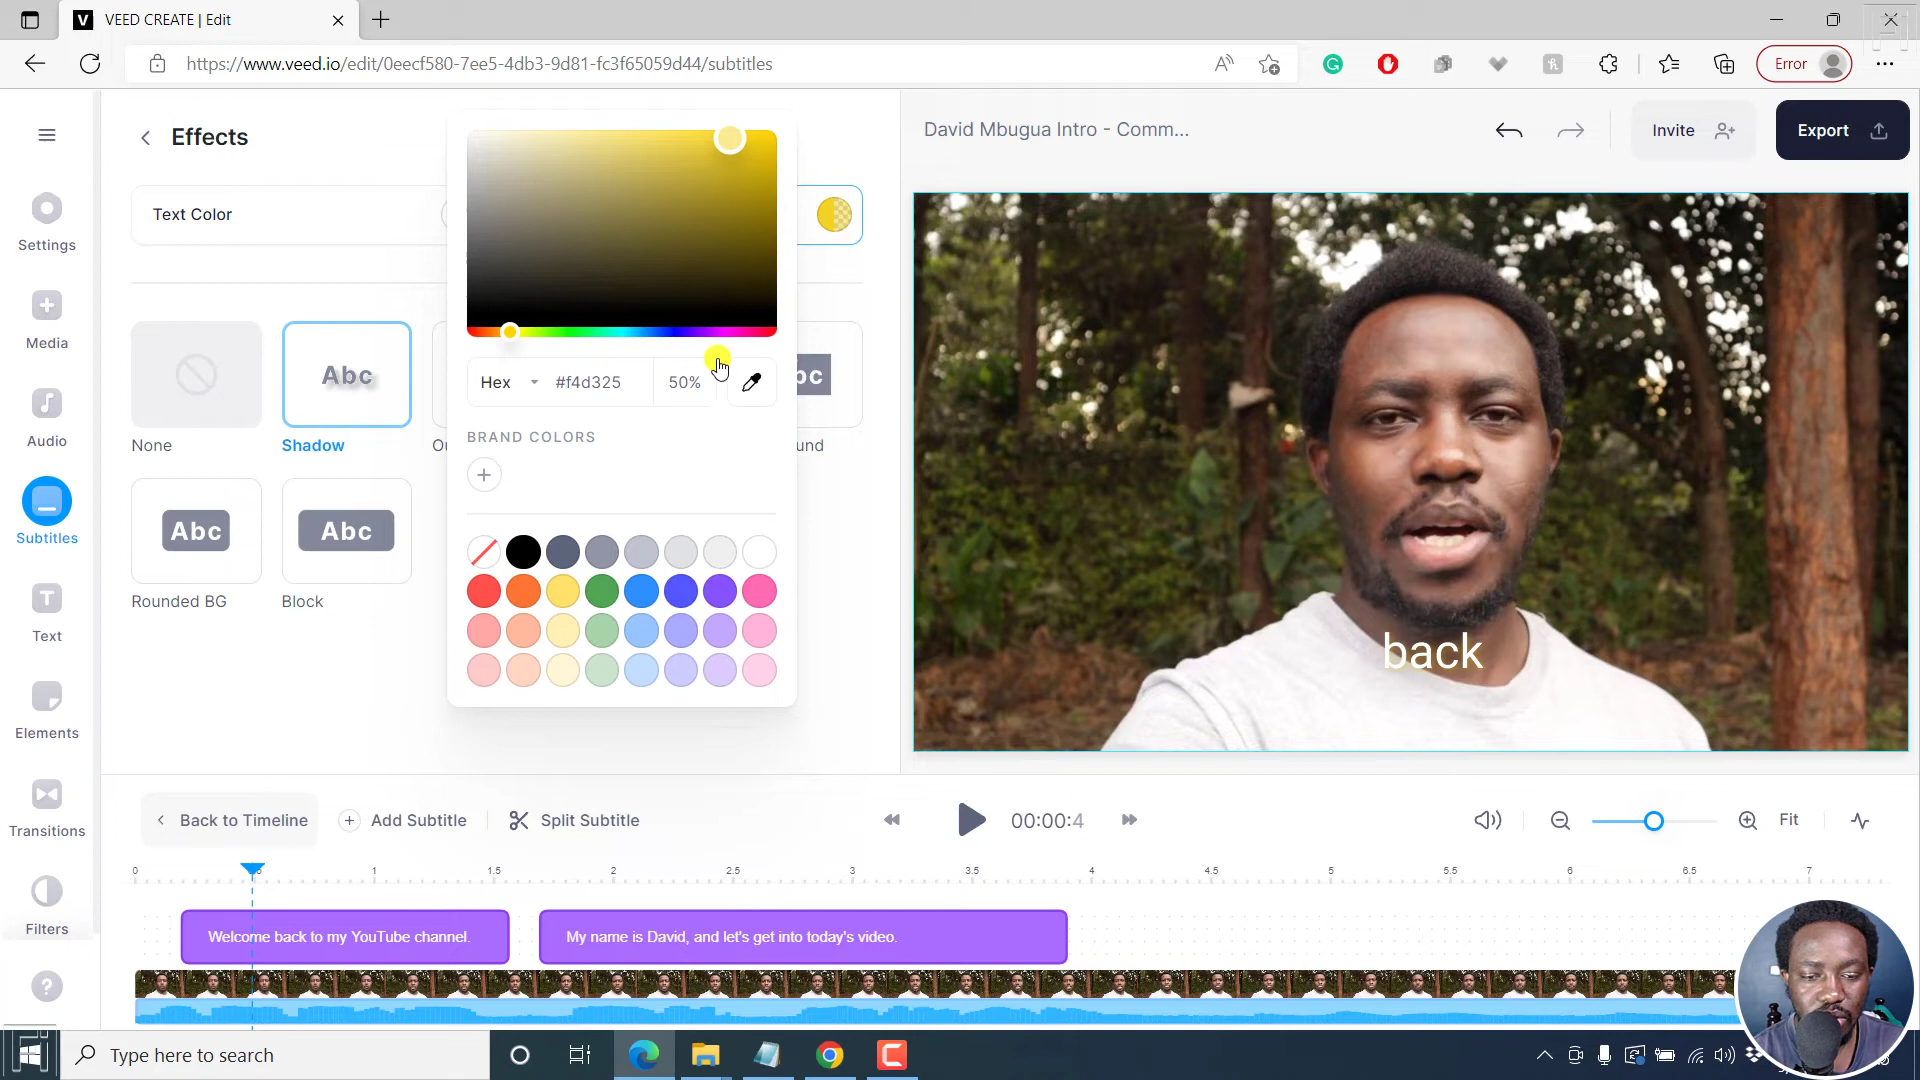 VEED CREATE | Edit
https://www.veed.io/edit/0eecf580-7ee5-4db3-9d81-fc3f65059d44/subtitles
Error
Effects
David Mbugua Intro - Comm...
Invite
Export
Text Color
Settings
Media
Audio
Subtitles
Text
Elements
Transitions
Filters
Abc
None
Shadow
Abc
Rounded BG
Abc
Block
Hex
#f4d325
50%
BRAND COLORS
back
Back to Timeline
Add Subtitle
Split Subtitle
00:00:4
Fit
0
1
1.5
2
2.5
3
3.5
4
4.5
5
5.5
6
6.5
7
Welcome back to my YouTube channel.
My name is David, and let's get into today's video.
Type here to search